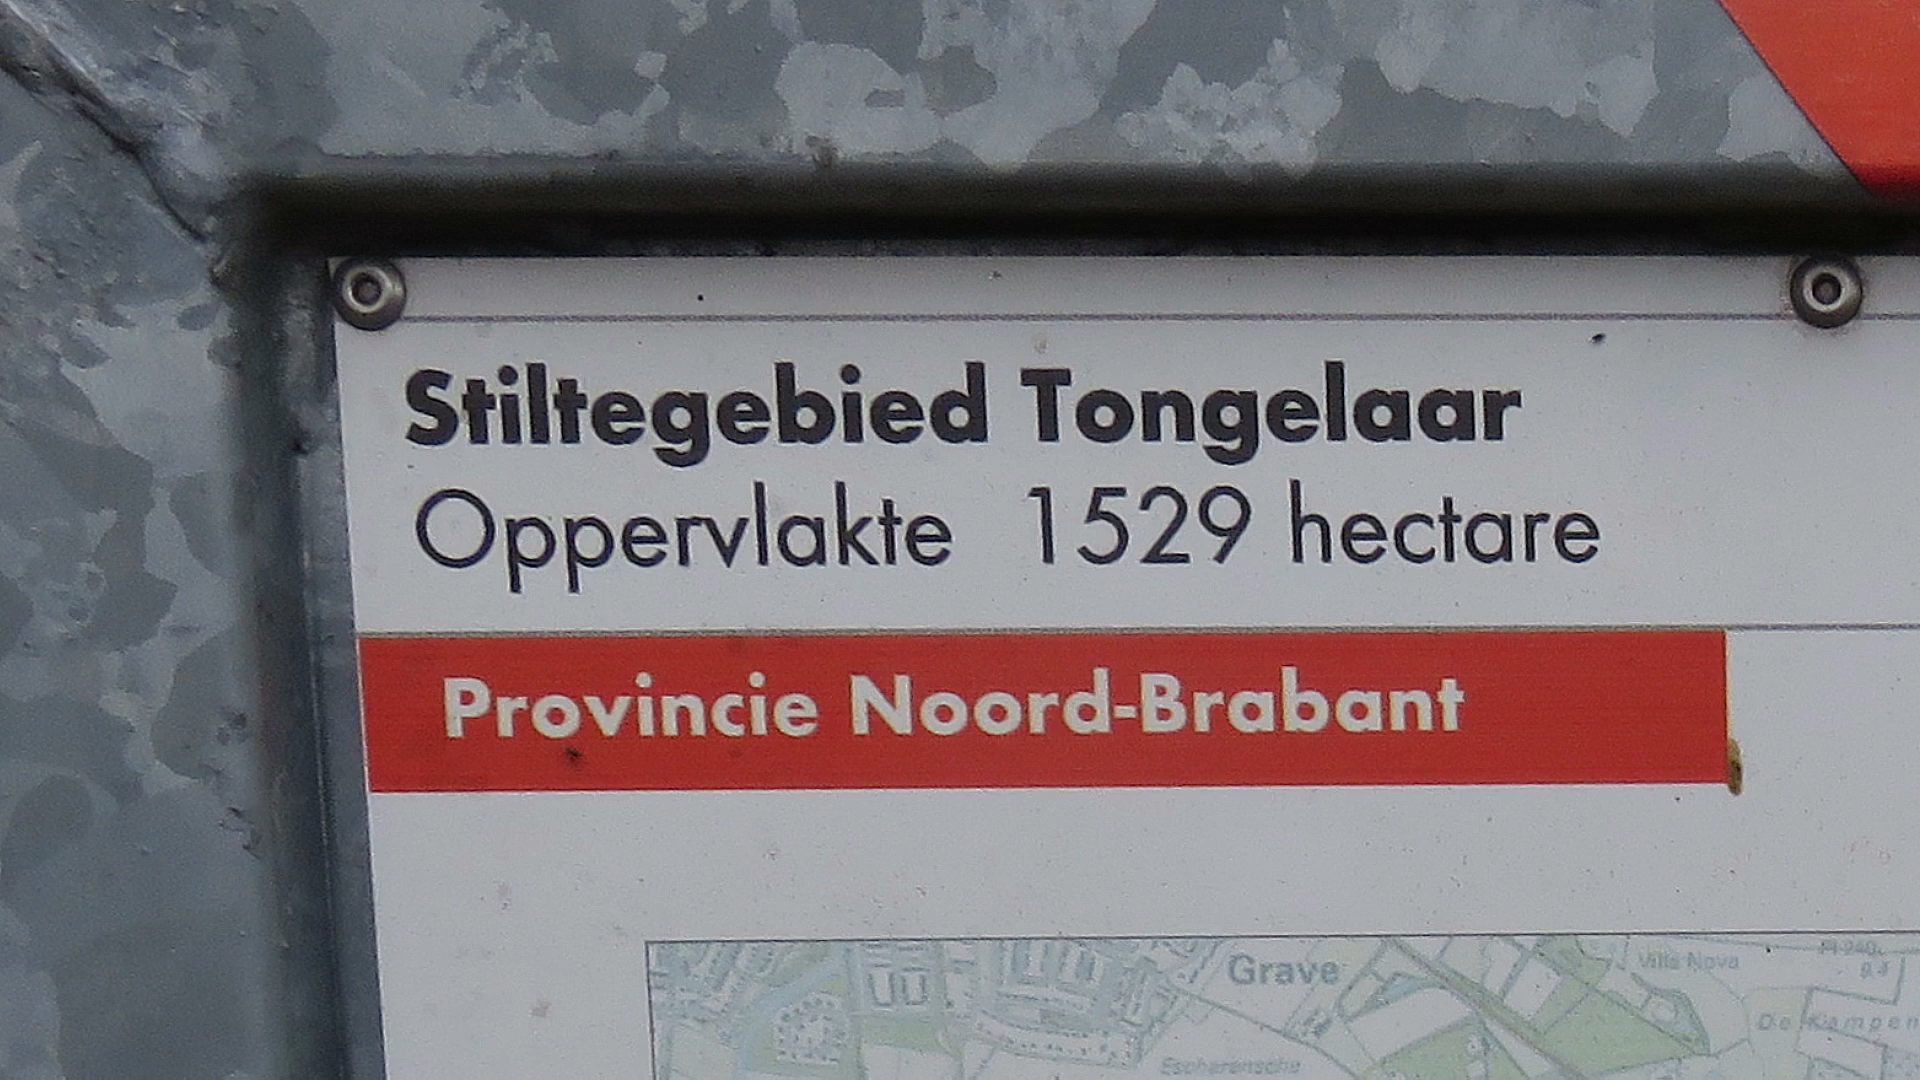 Stiltegebied Tongelaar
Oppervlakte 1529 hectare
Provincie Noord-Brabant
Grave
Villa Nova
De Kampen
Escharensche